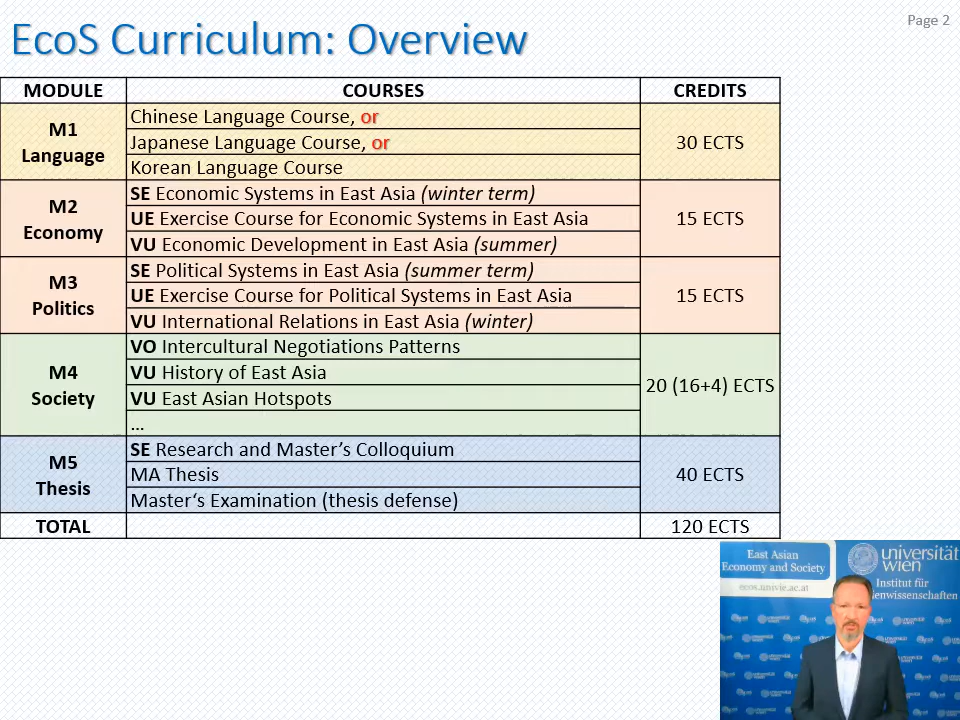 Page 2
EcoS Curriculum: Overview
MODULE COURSES CREDITS
M1 Language
Chinese Language Course, or
Japanese Language Course, or
Korean Language Course
30 ECTS
M2 Economy
SE Economic Systems in East Asia (winter term)
UE Exercise Course for Economic Systems in East Asia
VU Economic Development in East Asia (summer)
15 ECTS
M3 Politics
SE Political Systems in East Asia (summer term)
UE Exercise Course for Political Systems in East Asia
VU International Relations in East Asia (winter)
15 ECTS
M4 Society
VO Intercultural Negotiations Patterns
VU History of East Asia
VU East Asian Hotspots
...
20 (16+4) ECTS
M5 Thesis
SE Research and Master’s Colloquium
MA Thesis
Master‘s Examination (thesis defense)
40 ECTS
TOTAL 120 ECTS
East Asian
Economy and Society
ecos.univie.ac.at
universität
wien
Institut für
enwissenschaften